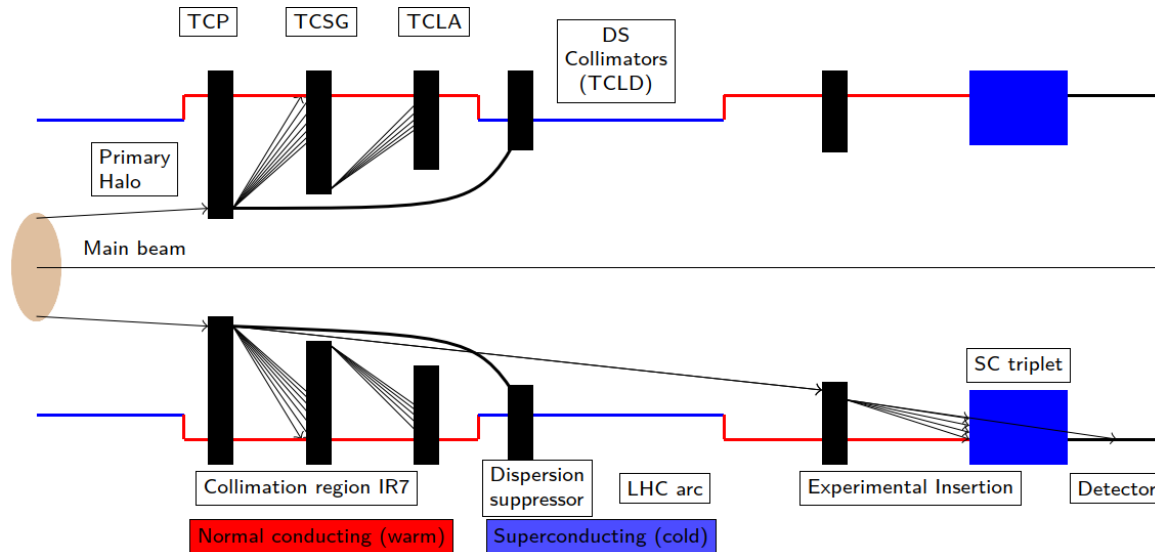 TCP
TCSG
TCLA
DS
Collimators
(TCLD)
Primary
Halo
Main beam
SC triplet
Collimation region IR7
Dispersion
suppressor
LHC arc
Experimental Insertion
Detector
Normal conducting (warm)
Superconducting (cold)